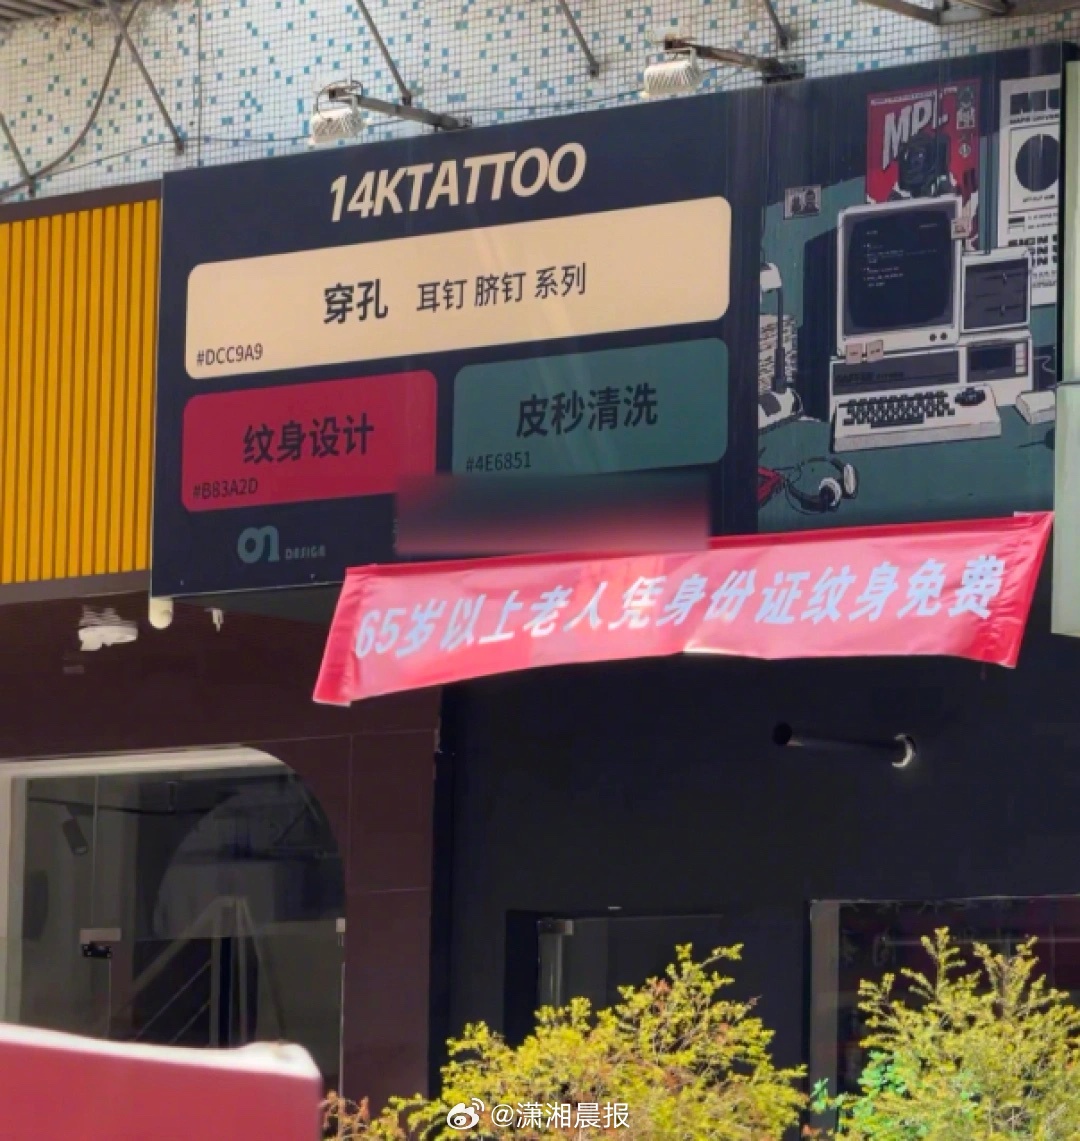 14KTATTOO
穿孔 耳钉 脐钉 系列
#DCC9A9
纹身设计
#B83A2D
皮秒清洗
#4E6851
DESIGN
65岁以上老人凭身份证纹身免费
@潇湘晨报